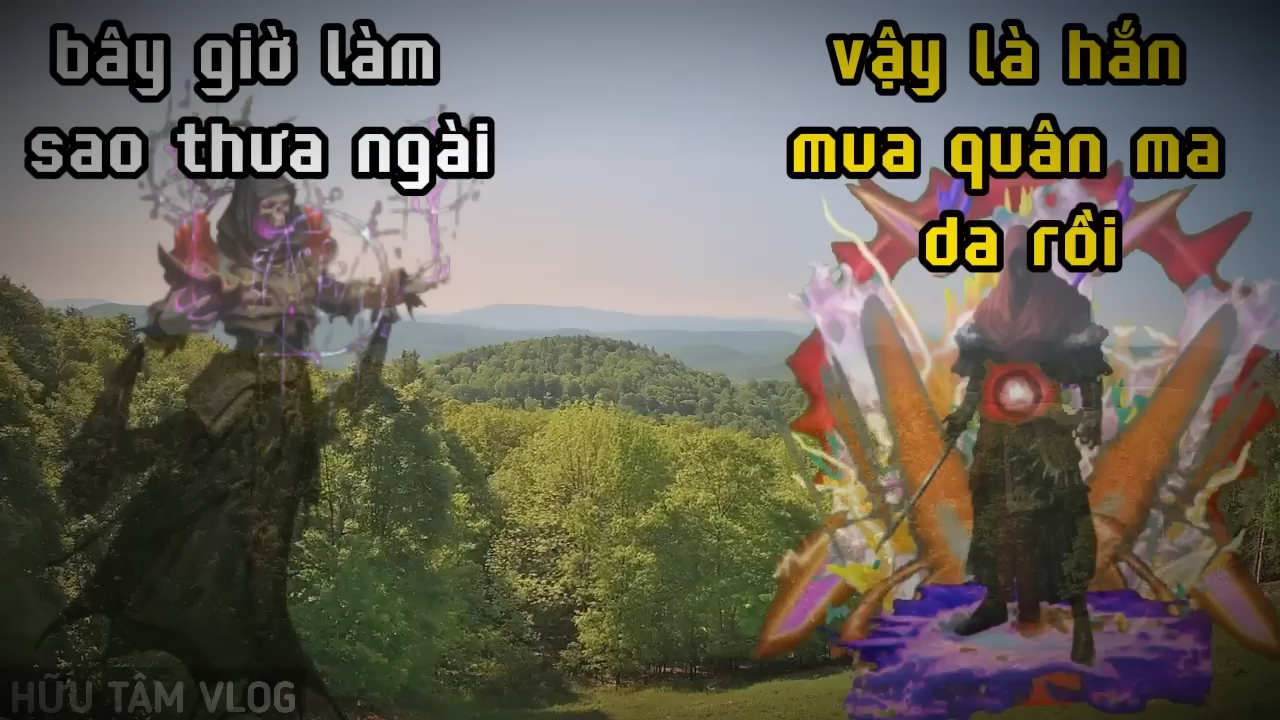 bây giờ làm
sao thưa ngài
vậy là hắn
mua quân ma
da rồi
HỮU TÂM VLOG